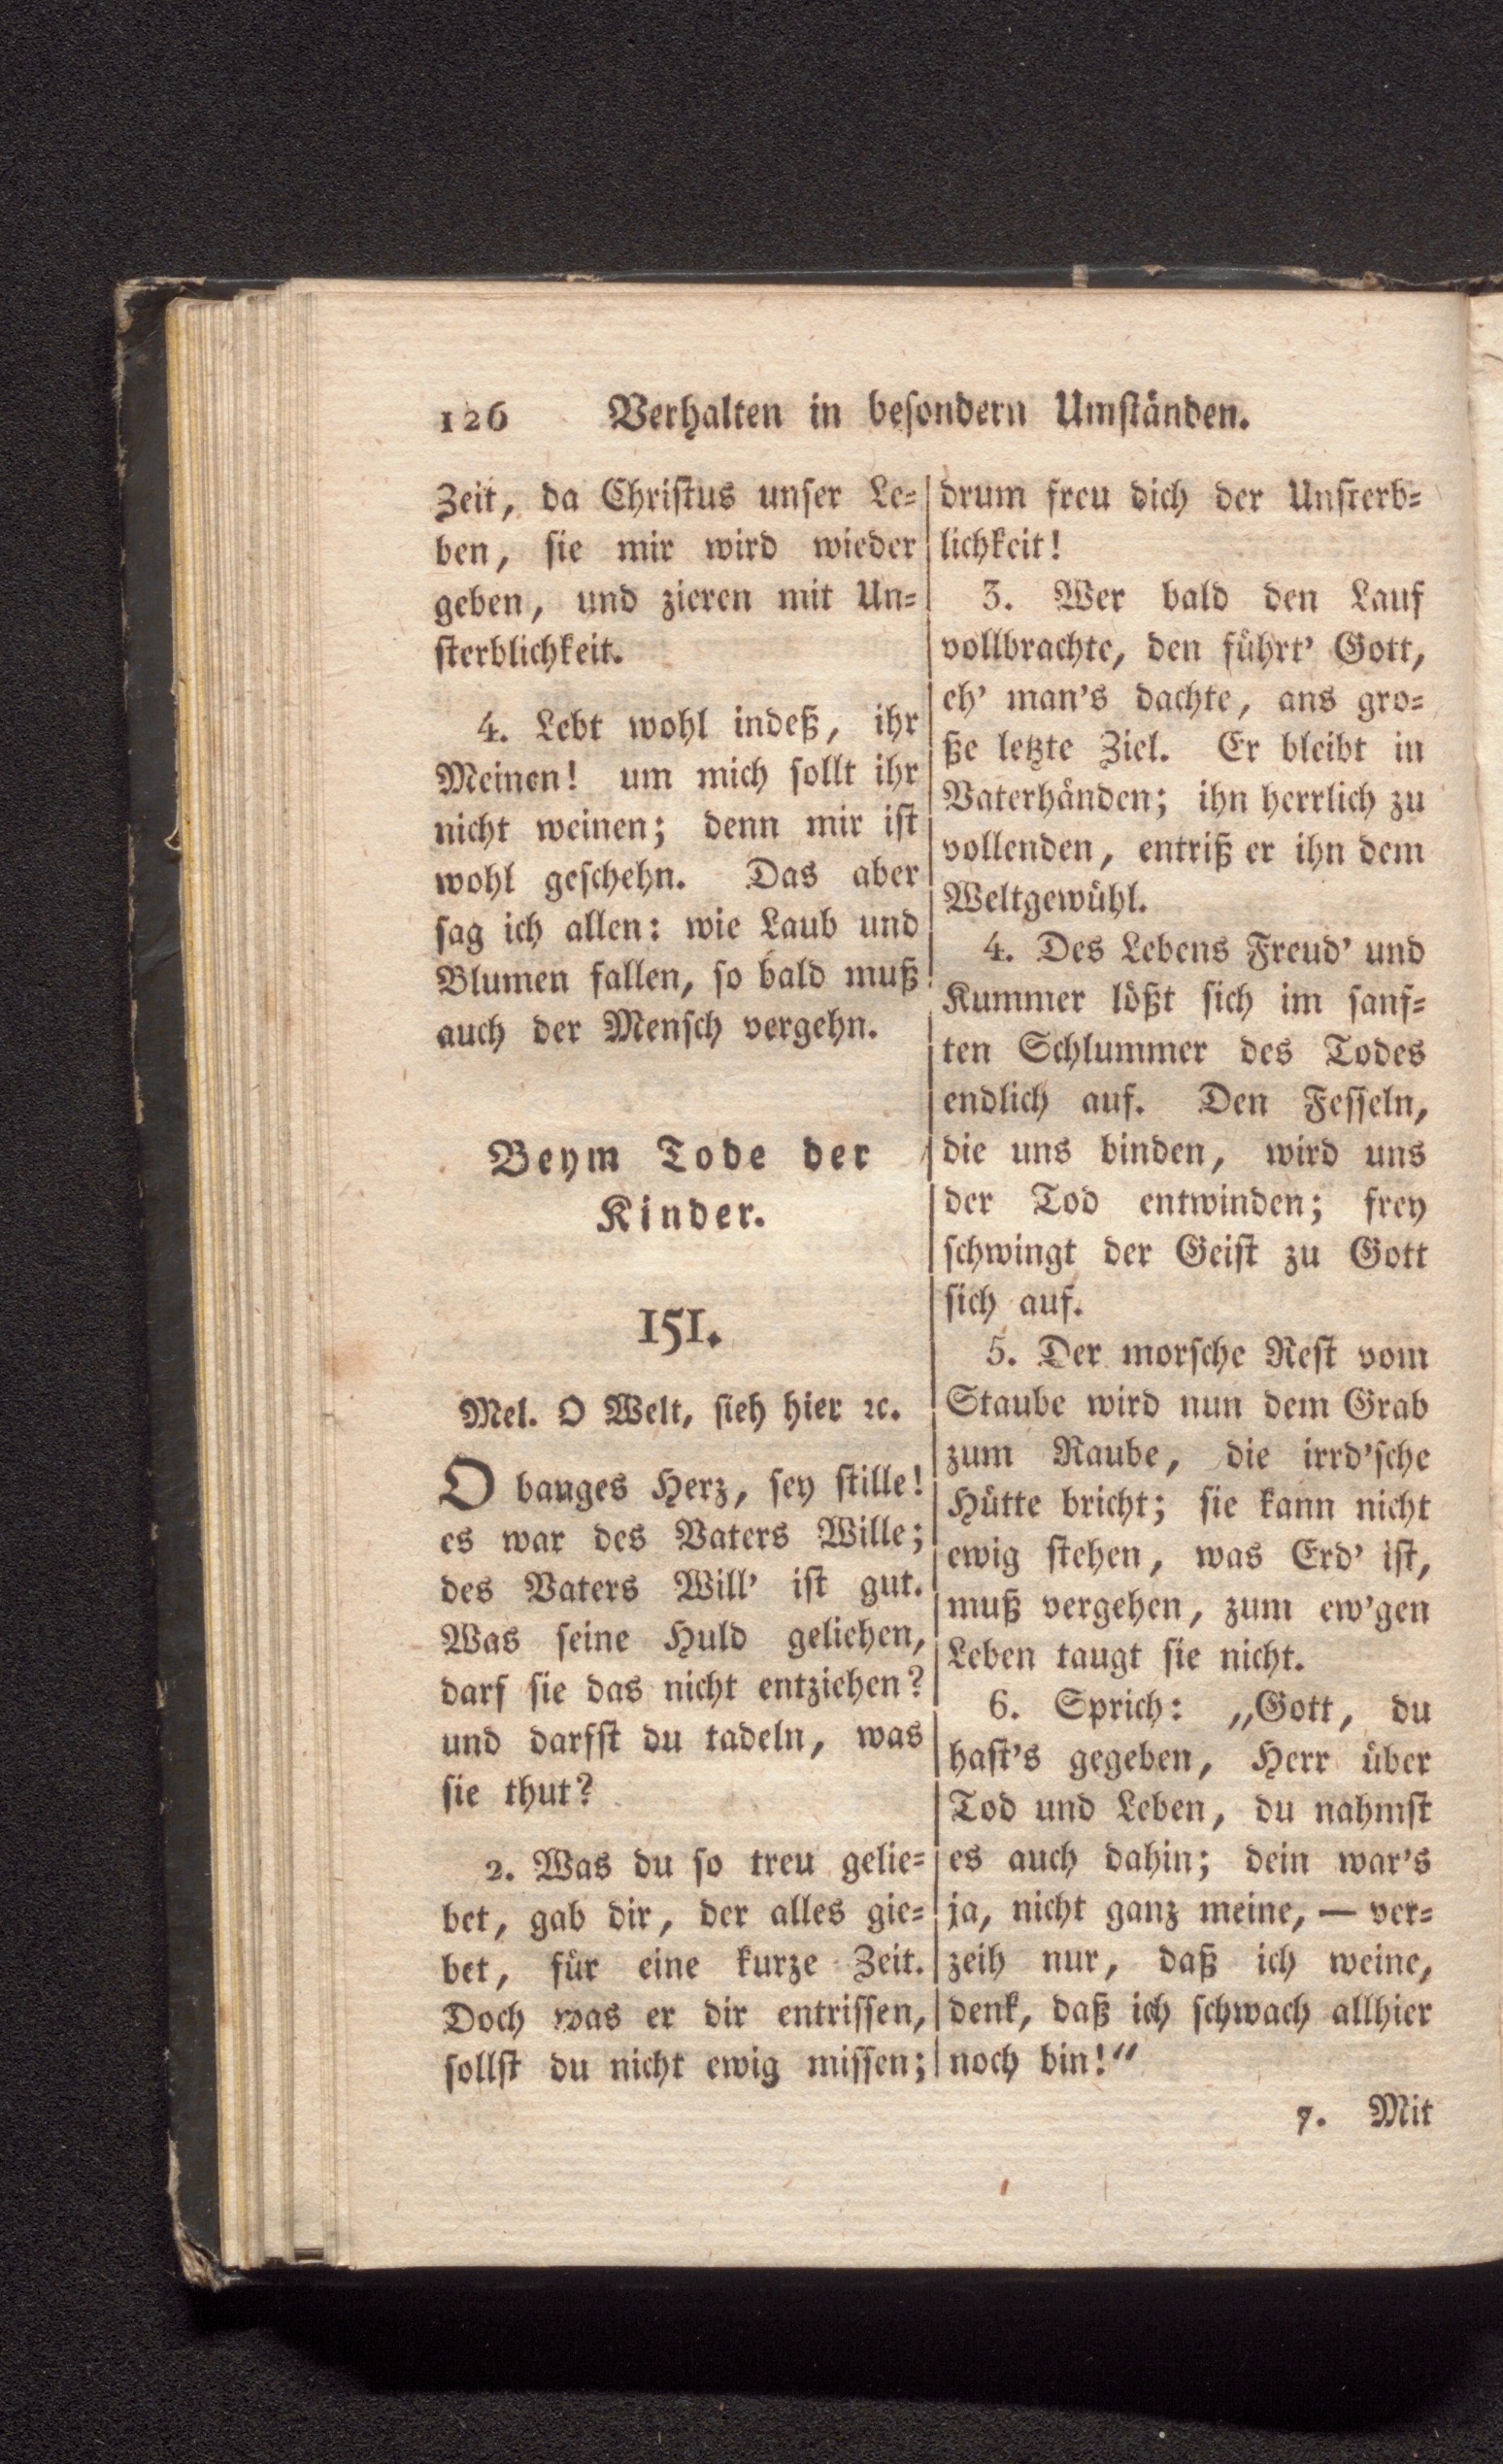 126 Verhalten in besondern Umständen.
Zeit, da Christus unser Le=
ben, sie mir wird wieder
geben, und zieren mit Un=
sterblichkeit.
4. Lebt wohl indeß, ihr
Meinen! um mich sollt ihr
nicht weinen; denn mir ist
wohl geschehn. Das aber
sag ich allen: wie Laub und
Blumen fallen, so bald muß
auch der Mensch vergehn.
Beym Tode der
Kinder.
151.
Mel. O Welt, sieh hier ꝛc.
O banges Herz, sey stille!
es war des Vaters Wille;
des Vaters Will' ist gut.
Was seine Huld geliehen,
darf sie das nicht entziehen?
und darfst du tadeln, was
sie thut?
2. Was du so treu gelie=
bet, gab dir, der alles gie=
bet, für eine kurze Zeit.
Doch was er dir entrissen,
sollst du nicht ewig missen;
drum freu dich der Unsterb=
lichkeit!
3. Wer bald den Lauf
vollbrachte, den führt' Gott,
eh' man's dachte, ans gro=
ße letzte Ziel. Er bleibt in
Vaterhänden; ihn herrlich zu
vollenden, entriß er ihn dem
Weltgewühl.
4. Des Lebens Freud' und
Kummer lößt sich im sanf=
ten Schlummer des Todes
endlich auf. Den Fesseln,
die uns binden, wird uns
der Tod entwinden; frey
schwingt der Geist zu Gott
sich auf.
5. Der morsche Rest vom
Staube wird nun dem Grab
zum Raube, die irrd'sche
Hütte bricht; sie kann nicht
ewig stehen, was Erd' ist,
muß vergehen, zum ew'gen
Leben taugt sie nicht.
6. Sprich: „Gott, du
hast's gegeben, Herr über
Tod und Leben, du nahmst
es auch dahin; dein war's
ja, nicht ganz meine, — ver=
zeih nur, daß ich weine,
denk, daß ich schwach allhier
noch bin!“
7. Mit